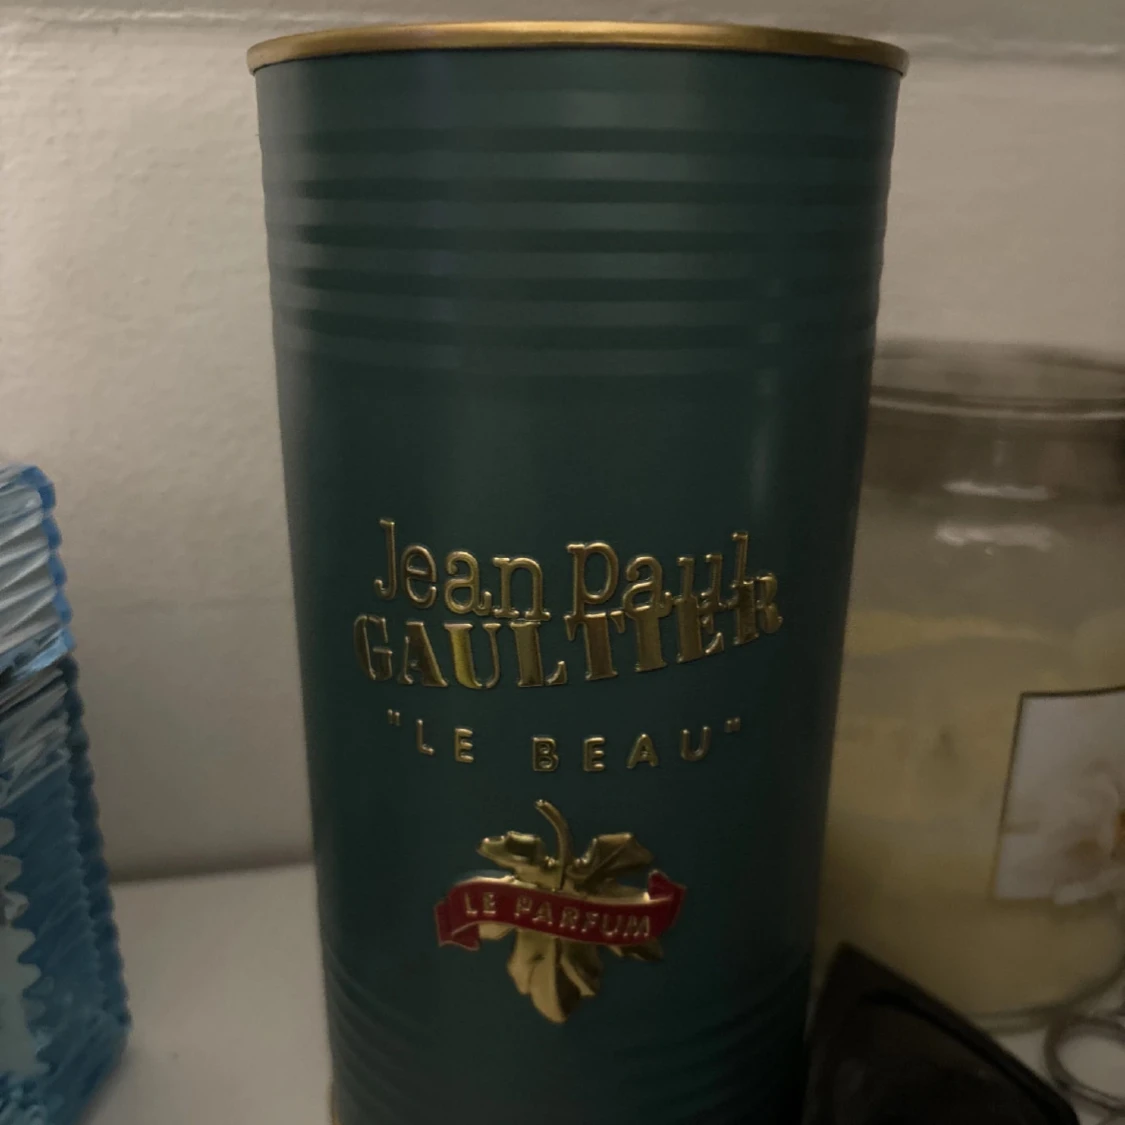 Jean Paul
GAULTIER
"LE BEAU"
LE PARFUM